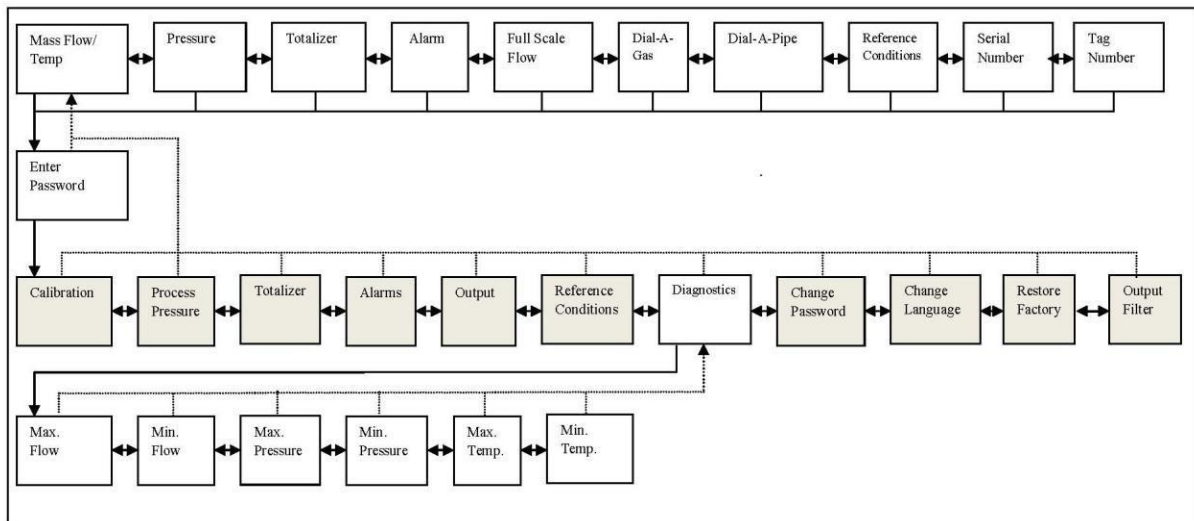 Mass Flow/
Temp
Pressure
Totalizer
Alarm
Full Scale
Flow
Dial-A-
Gas
Dial-A-Pipe
Reference
Conditions
Serial
Number
Tag
Number
Enter
Password
Calibration
Process
Pressure
Totalizer
Alarms
Output
Reference
Conditions
Diagnostics
Change
Password
Change
Language
Restore
Factory
Output
Filter
Max.
Flow
Min.
Flow
Max.
Pressure
Min.
Pressure
Max.
Temp.
Min.
Temp.